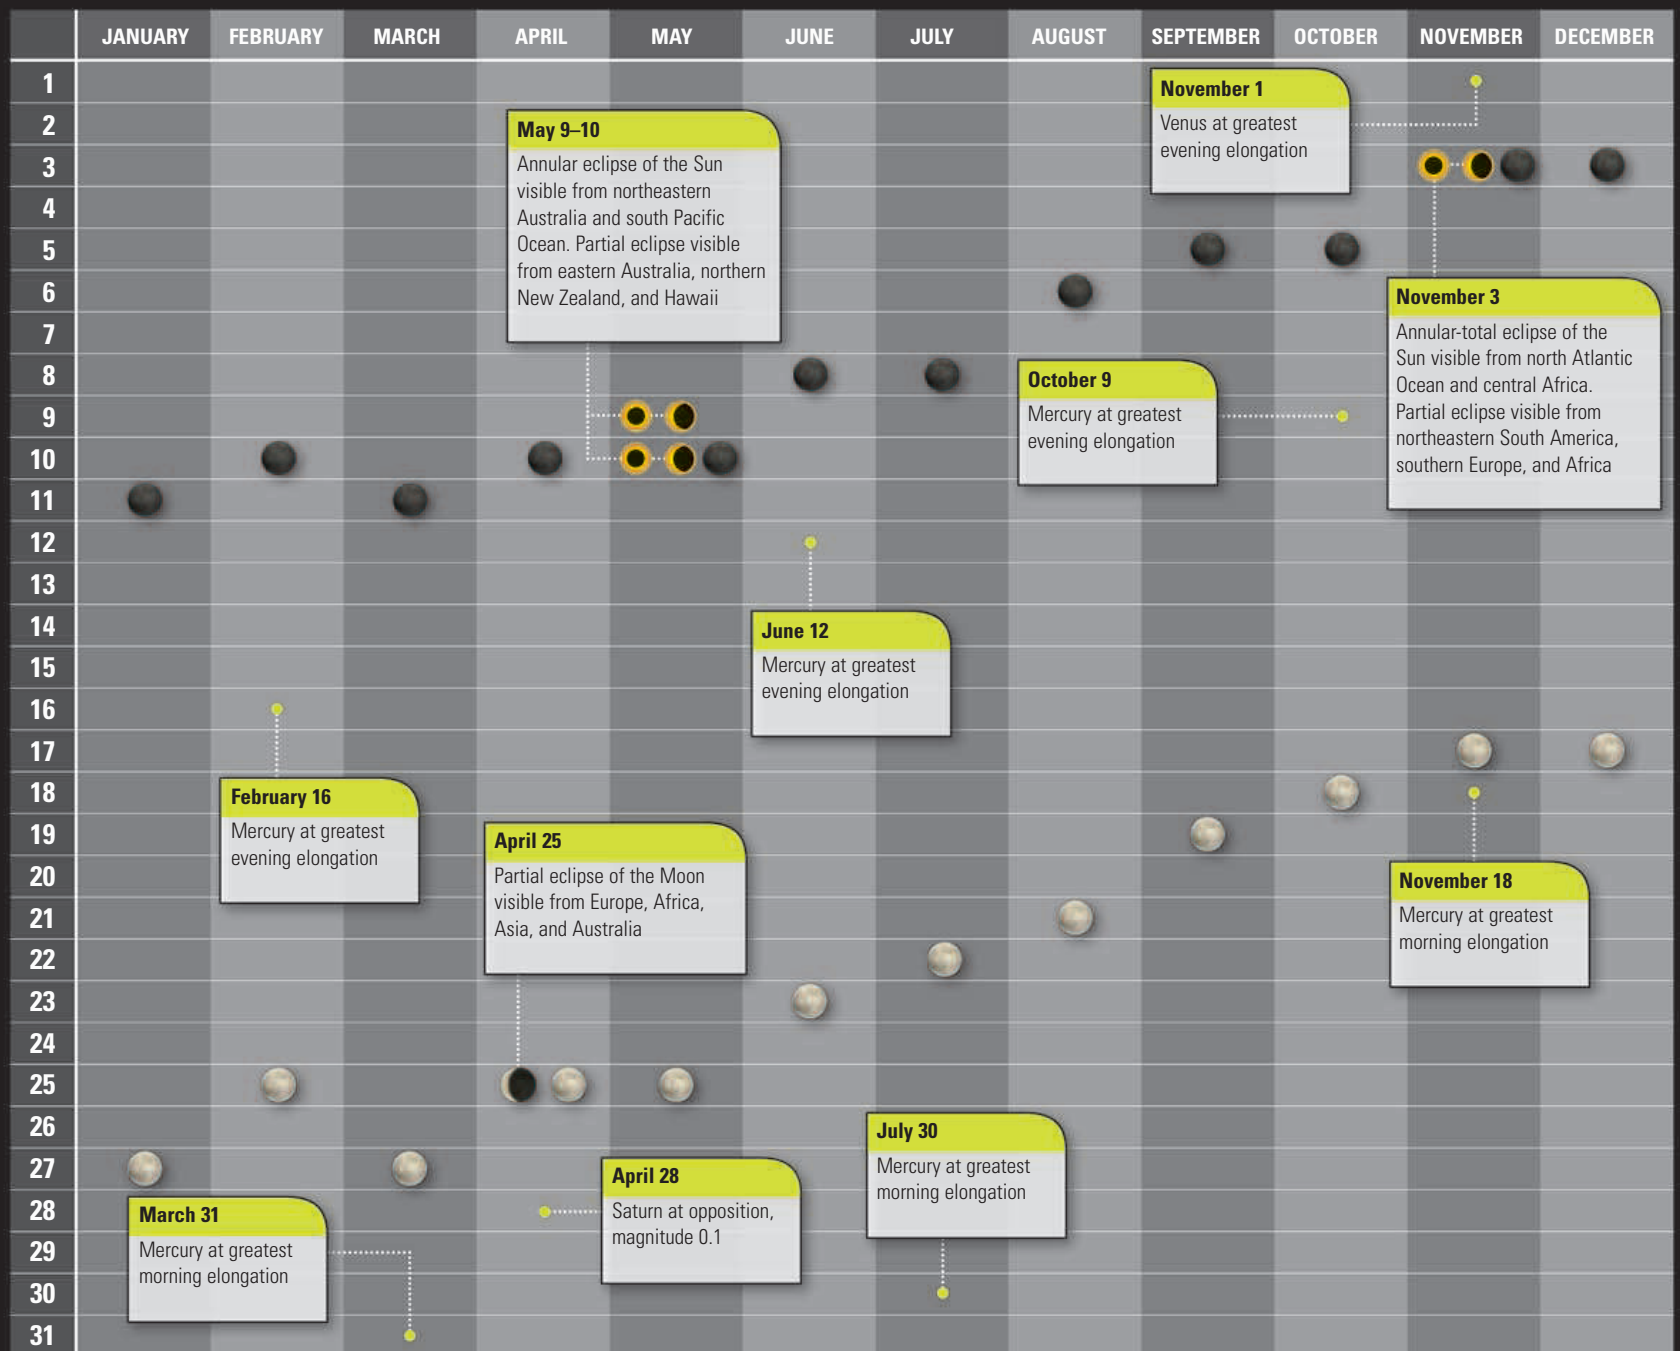 JANUARY FEBRUARY MARCH APRIL MAY JUNE JULY AUGUST SEPTEMBER OCTOBER NOVEMBER DECEMBER
1
2
3
4
5
6
7
8
9
10
11
12
13
14
15
16
17
18
19
20
21
22
23
24
25
26
27
28
29
30
31
November 1
Venus at greatest
evening elongation
May 9–10
Annular eclipse of the Sun
visible from northeastern
Australia and south Pacific
Ocean. Partial eclipse visible
from eastern Australia, northern
New Zealand, and Hawaii
November 3
Annular-total eclipse of the
Sun visible from north Atlantic
Ocean and central Africa.
Partial eclipse visible from
northeastern South America,
southern Europe, and Africa
October 9
Mercury at greatest
evening elongation
June 12
Mercury at greatest
evening elongation
February 16
Mercury at greatest
evening elongation
April 25
Partial eclipse of the Moon
visible from Europe, Africa,
Asia, and Australia
November 18
Mercury at greatest
morning elongation
July 30
Mercury at greatest
morning elongation
April 28
Saturn at opposition,
magnitude 0.1
March 31
Mercury at greatest
morning elongation